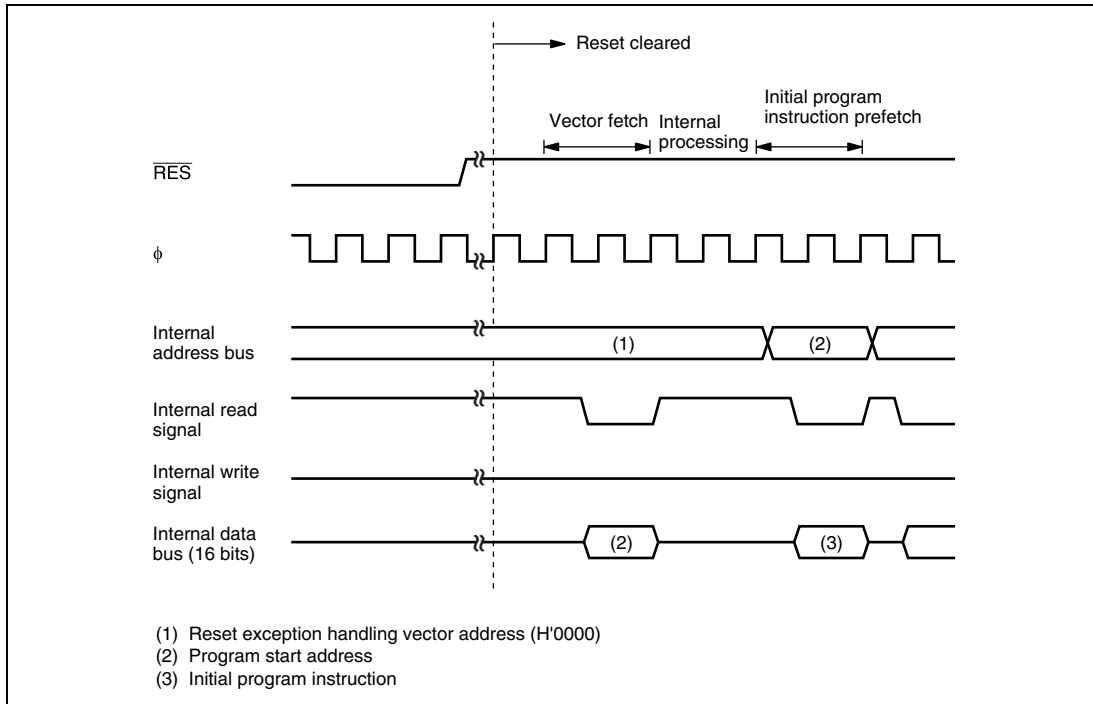 Reset cleared
Vector fetch
Internal
processing
Initial program
instruction prefetch
RES
φ
Internal
address bus
(1)
(2)
Internal read
signal
Internal write
signal
Internal data
bus (16 bits)
(2)
(3)
(1) Reset exception handling vector address (H'0000)
(2) Program start address
(3) Initial program instruction